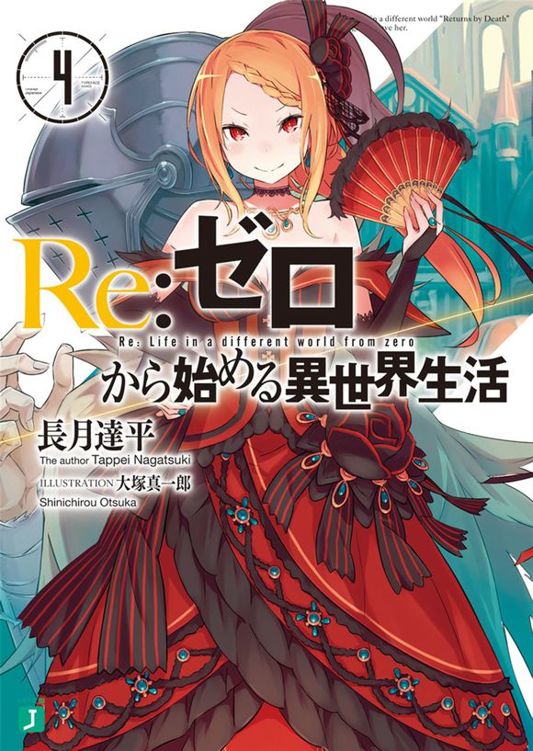 in a different world "Returns by Death"
her.
4
Re:ゼロ
Re: Life in a different world from zero
から始める異世界生活
長月達平
The author Tappei Nagatsuki
ILLUSTRATION 大塚真一郎
Shinichirou Otsuka
J